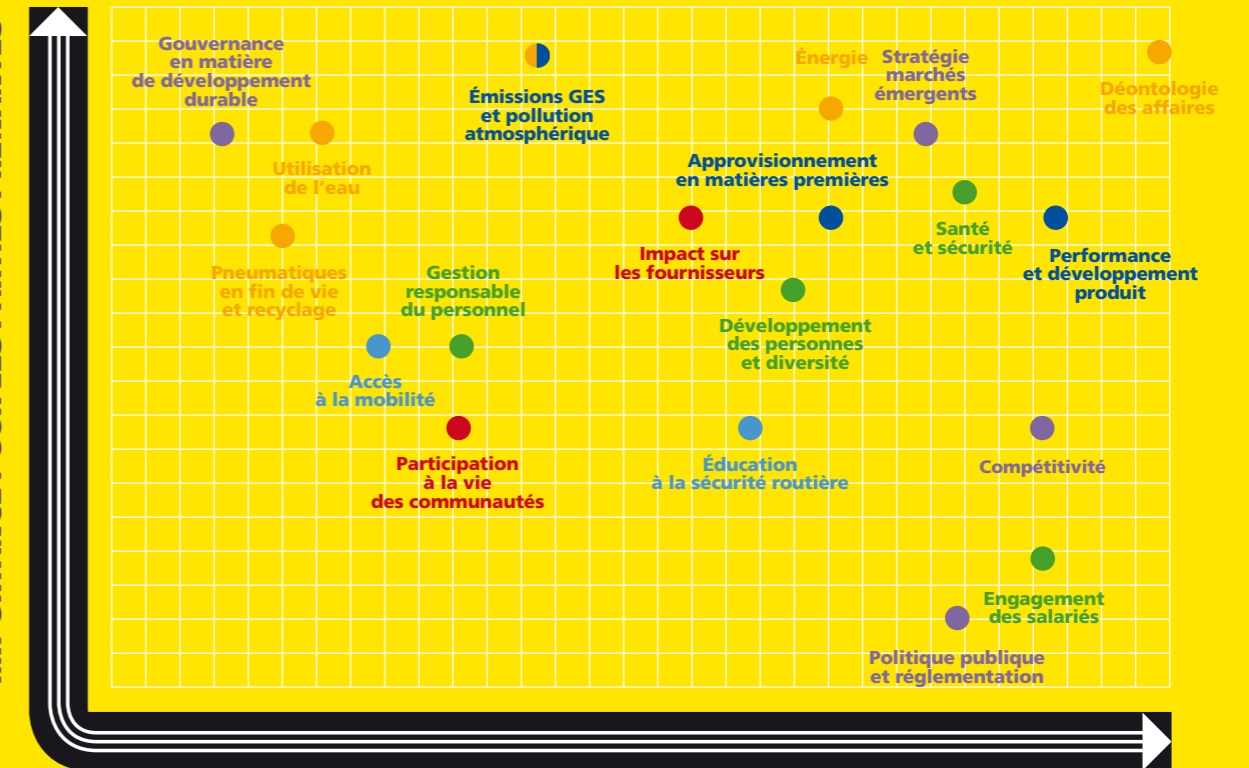 Gouvernance
en matière
de développement
durable
Utilisation
de l’eau
Émissions GES
et pollution
atmosphérique
Énergie
Stratégie
marchés
émergents
Déontologie
des affaires
Approvisionnement
en matières premières
Impact sur
les fournisseurs
Santé
et sécurité
Performance
et développement
produit
Pneumatiques
en fin de vie
et recyclage
Gestion
responsable
du personnel
Développement
des personnes
et diversité
Accès
à la mobilité
Participation
à la vie
des communautés
Éducation
à la sécurité routière
Compétitivité
Engagement
des salariés
Politique publique
et réglementation